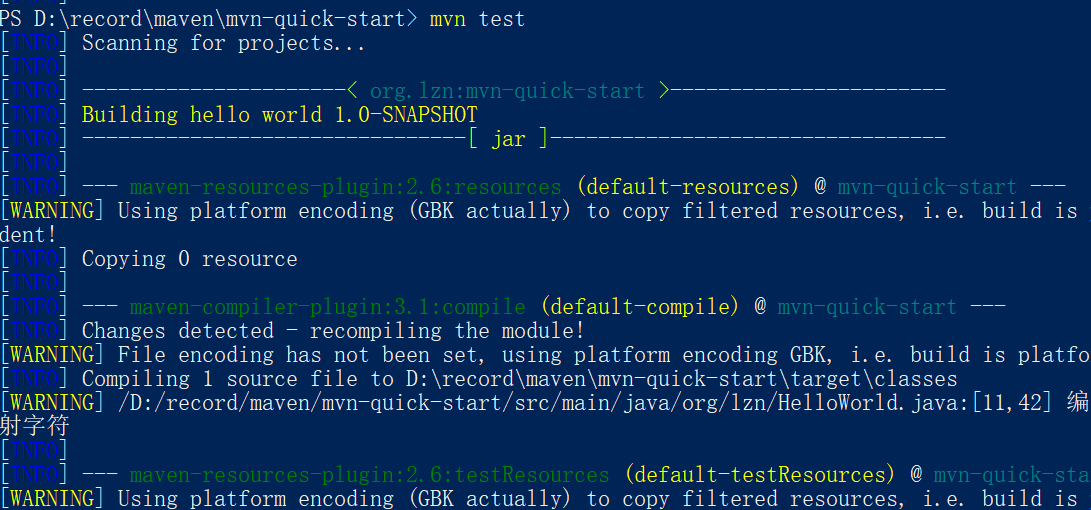 PS D:\record\maven\mvn-quick-start> mvn test
[INFO] Scanning for projects...
[INFO]
[INFO] ----------------------< org.lzn:mvn-quick-start >-----------------------
[INFO] Building hello world 1.0-SNAPSHOT
[INFO] --------------------------------[ jar ]---------------------------------
[INFO]
[INFO] --- maven-resources-plugin:2.6:resources (default-resources) @ mvn-quick-start ---
[WARNING] Using platform encoding (GBK actually) to copy filtered resources, i.e. build is
dent!
[INFO] Copying 0 resource
[INFO]
[INFO] --- maven-compiler-plugin:3.1:compile (default-compile) @ mvn-quick-start ---
[INFO] Changes detected - recompiling the module!
[WARNING] File encoding has not been set, using platform encoding GBK, i.e. build is platfo
[INFO] Compiling 1 source file to D:\record\maven\mvn-quick-start\target\classes
[WARNING] /D:/record/maven/mvn-quick-start/src/main/java/org/lzn/HelloWorld.java:[11,42] 编
射字符
[INFO]
[INFO] --- maven-resources-plugin:2.6:testResources (default-testResources) @ mvn-quick-sta
[WARNING] Using platform encoding (GBK actually) to copy filtered resources, i.e. build is